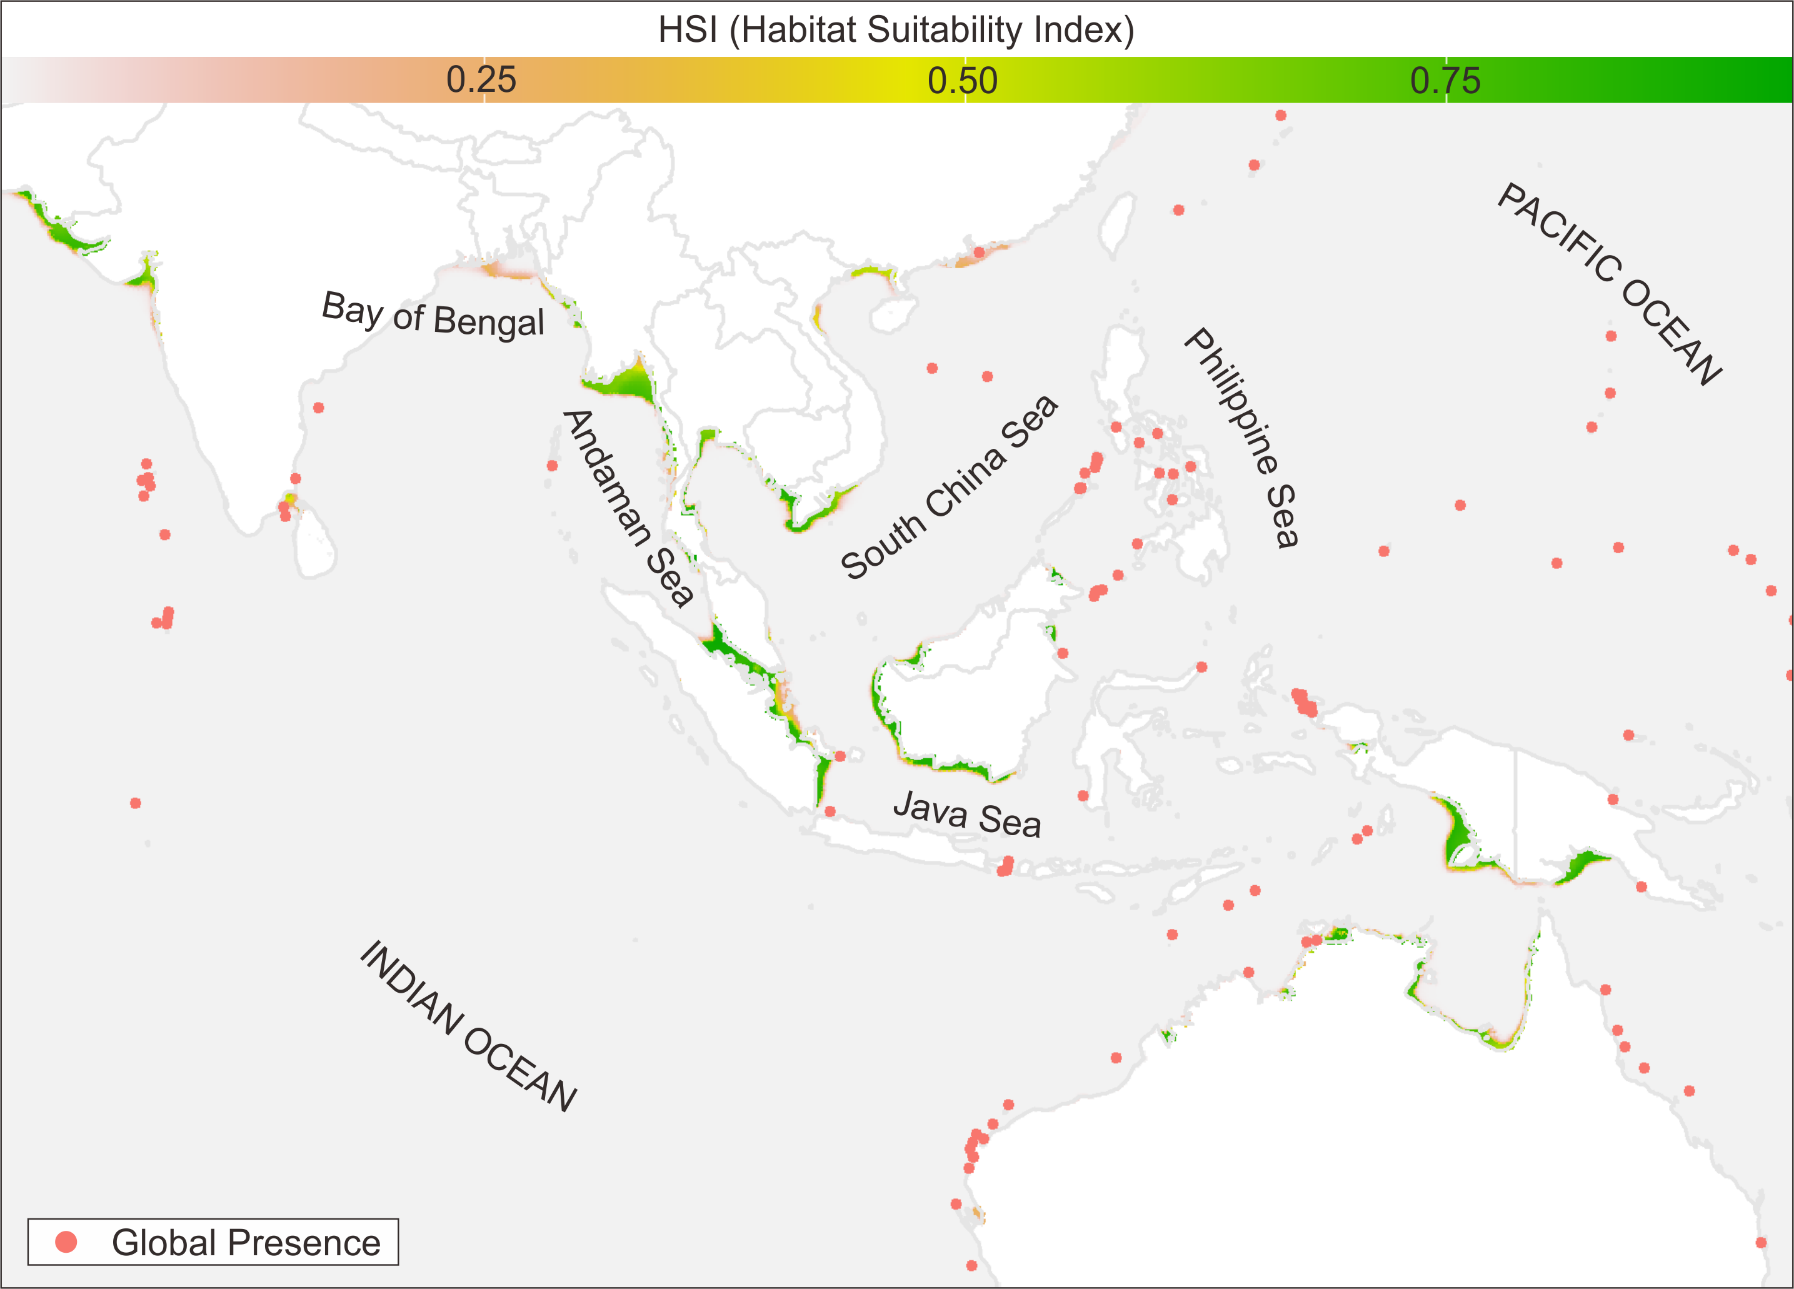 HSI (Habitat Suitability Index)
0.25
0.50
0.75
PACIFIC OCEAN
Bay of Bengal
Philippine Sea
Andaman Sea
South China Sea
Java Sea
INDIAN OCEAN
Global Presence